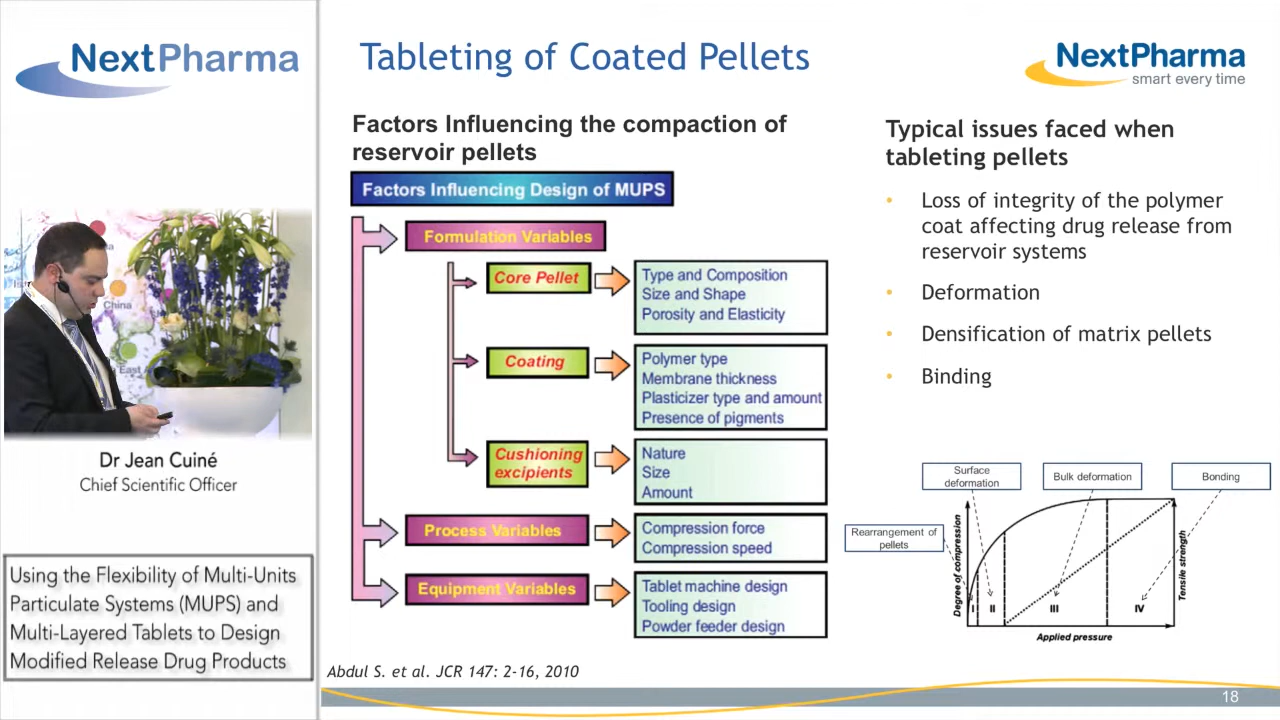 NextPharma
China
Dr Jean Cuiné
Chief Scientific Officer
Using the Flexibility of Multi-Units
Particulate Systems (MUPS) and
Multi-Layered Tablets to Design
Modified Release Drug Products
Tableting of Coated Pellets
NextPharma
smart every time
Factors Influencing the compaction of
reservoir pellets
Factors Influencing Design of MUPS
Formulation Variables
Core Pellet
Type and Composition
Size and Shape
Porosity and Elasticity
Coating
Polymer type
Membrane thickness
Plasticizer type and amount
Presence of pigments
Cushioning
excipients
Nature
Size
Amount
Process Variables
Compression force
Compression speed
Equipment Variables
Tablet machine design
Tooling design
Powder feeder design
Abdul S. et al. JCR 147: 2-16, 2010
Typical issues faced when
tableting pellets
• Loss of integrity of the polymer
coat affecting drug release from
reservoir systems
• Deformation
• Densification of matrix pellets
• Binding
Surface
deformation
Bulk deformation
Bonding
Rearrangement of
pellets
Degree of compression
Tensile strength
I II III IV
Applied pressure
18